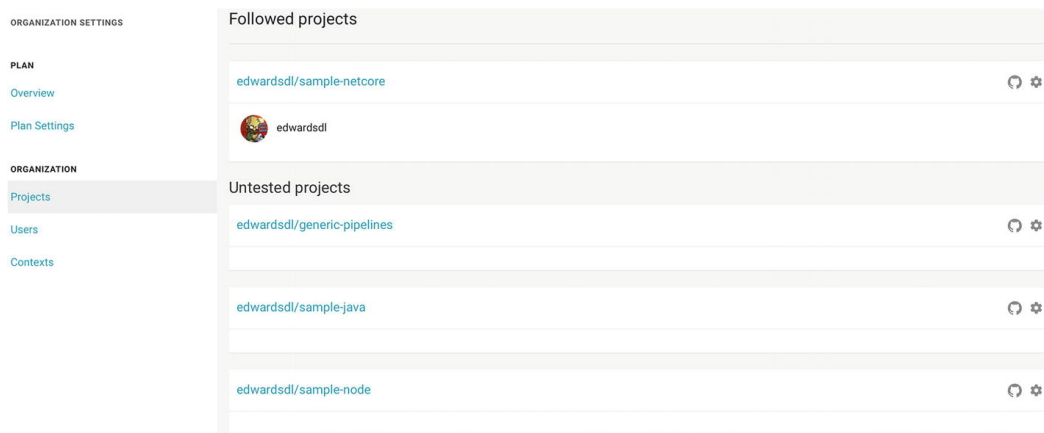 ORGANIZATION SETTINGS
PLAN
Overview
Plan Settings
ORGANIZATION
Projects
Users
Contexts
Followed projects
edwardsdl/sample-netcore
edwardsdl
Untested projects
edwardsdl/generic-pipelines
edwardsdl/sample-java
edwardsdl/sample-node